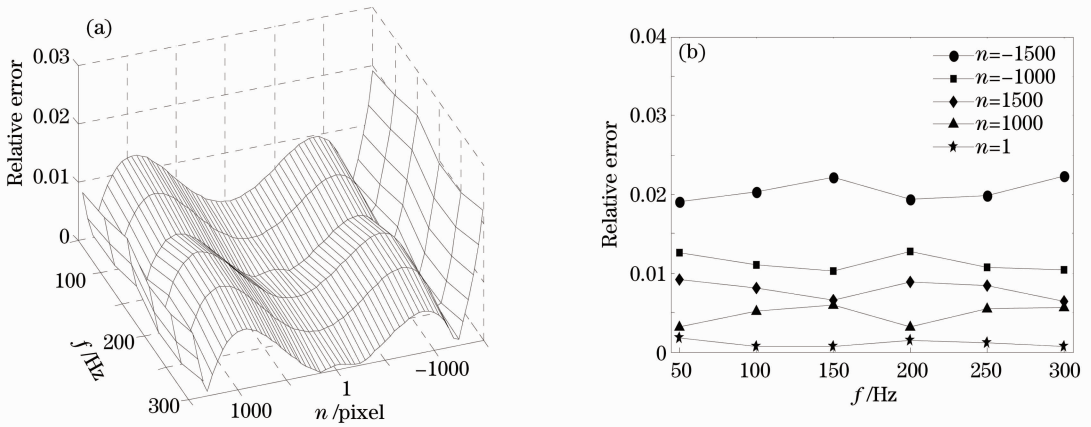 (a)
Relative error
0.03
0.02
0.01
0
100
200
300
f/Hz
1000
1
−1000
n/pixel
(b)
Relative error
0.04
0.03
0.02
0.01
0
50
100
150
200
250
300
f/Hz
n=−1500
n=−1000
n=1500
n=1000
n=1